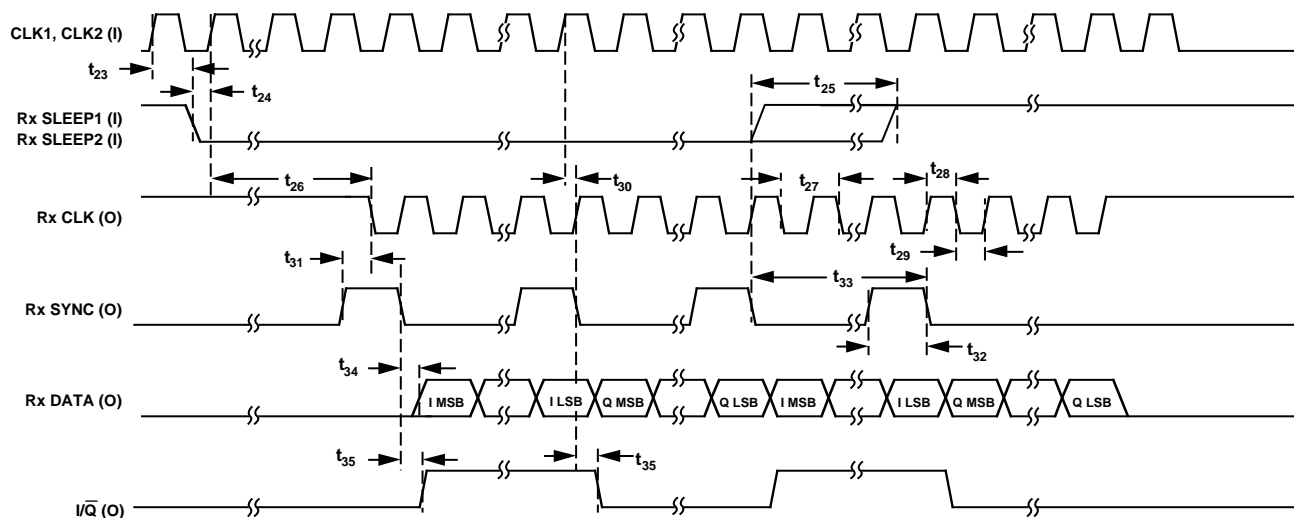 CLK1, CLK2 (I)
t23
t24
t25
Rx SLEEP1 (I)
Rx SLEEP2 (I)
t26
t30
t27
t28
Rx CLK (O)
t31
t29
t33
Rx SYNC (O)
t32
t34
Rx DATA (O)
I MSB
I LSB
Q MSB
Q LSB
I MSB
I LSB
Q MSB
Q LSB
t35
t35
I/Q̅ (O)